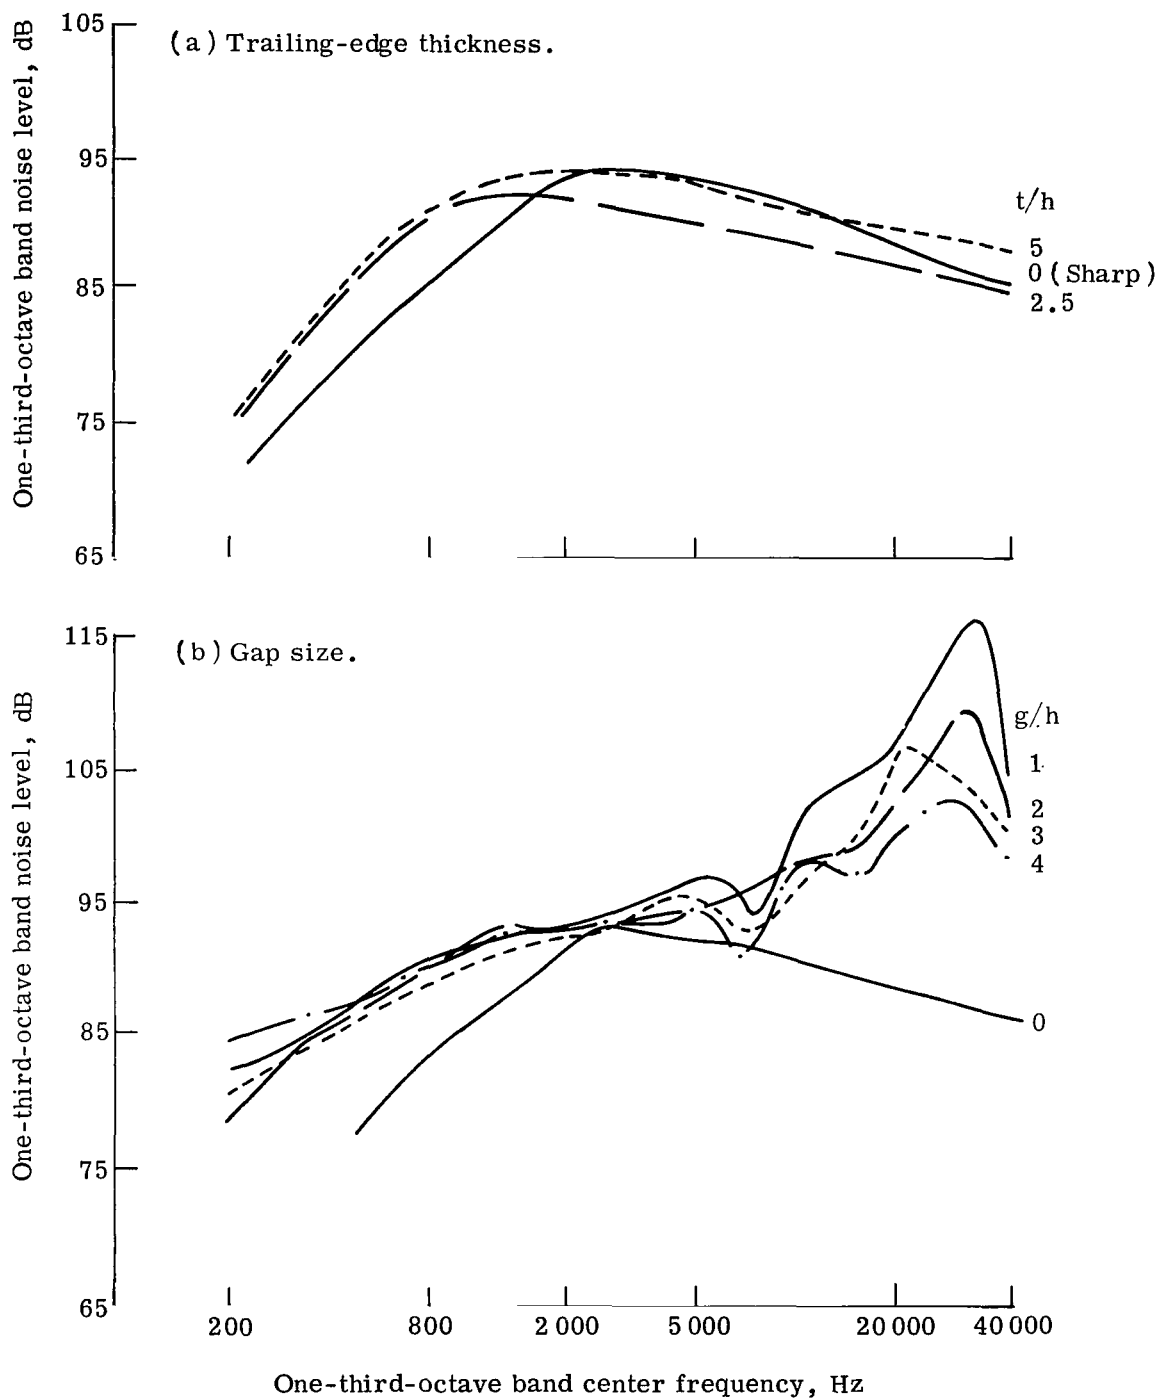 105
(a) Trailing-edge thickness.
One-third-octave band noise level, dB
95
t/h
5
85
0 (Sharp)
2.5
75
65
115
(b) Gap size.
One-third-octave band noise level, dB
g/h
105
1
2
3
4
95
85
0
75
65
200 800 2 000 5 000 20 000 40 000
One-third-octave band center frequency, Hz